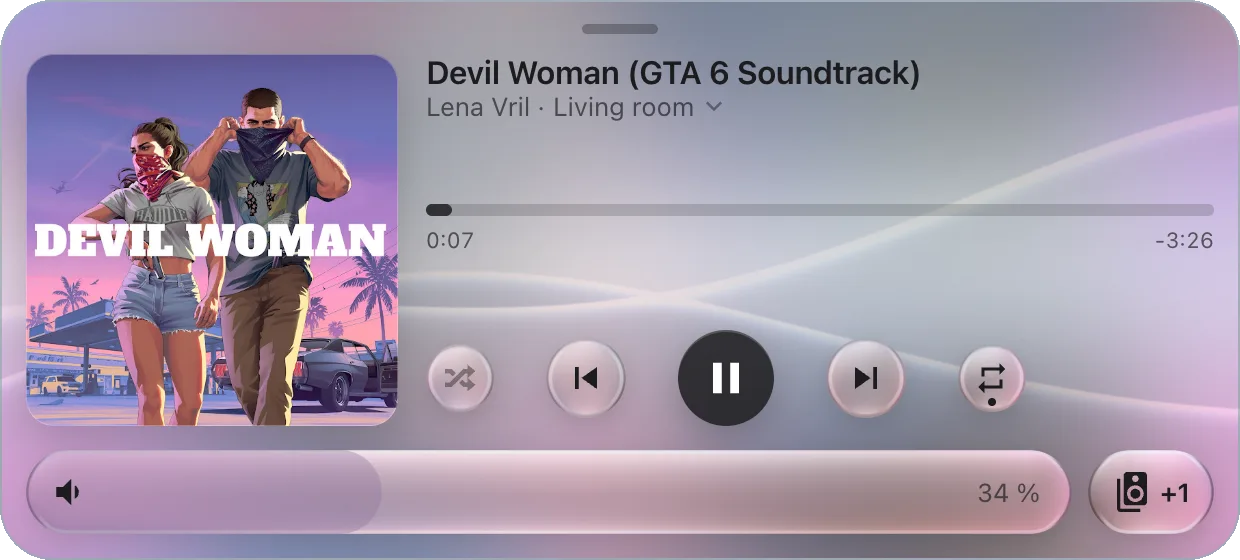 Devil Woman (GTA 6 Soundtrack)
Lena Vril · Living room
DEVIL WOMAN
0:07
-3:26
34 %
+1